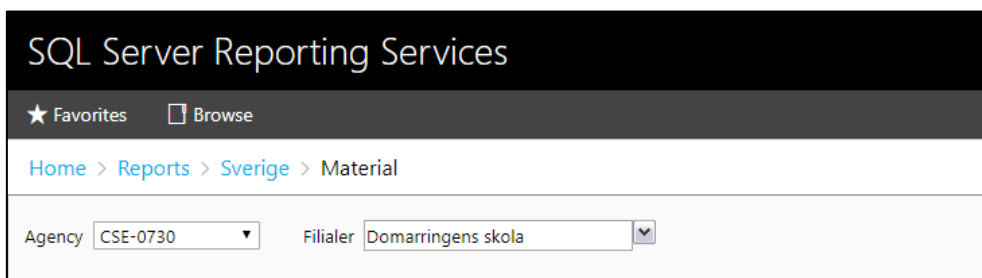 SQL Server Reporting Services
Favorites Browse
Home > Reports > Sverige > Material
Agency CSE-0730 Filialer Domarringens skola